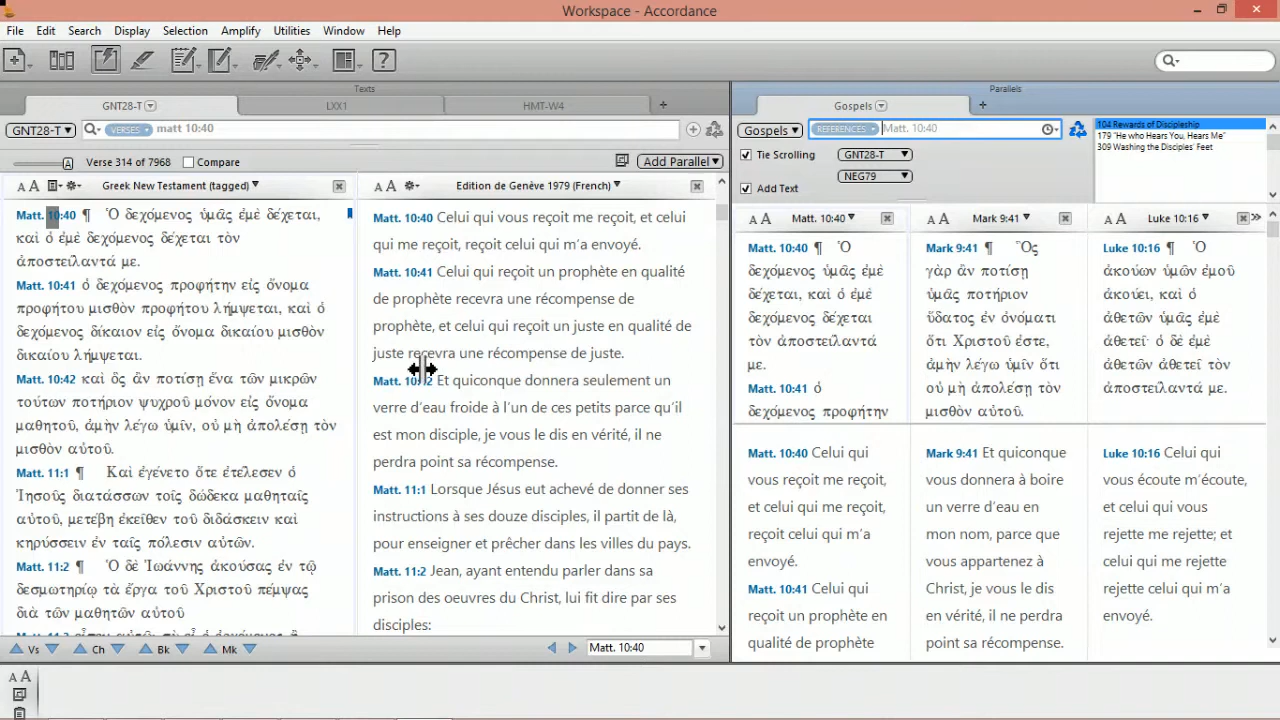 Workspace - Accordance
File Edit Search Display Selection Amplify Utilities Window Help
Texts
GNT28-T LXX1 HMT-W4
GNT28-T VERSES matt 10:40
Verse 314 of 7968 Compare Add Parallel
A A Greek New Testament (tagged)
Matt. 10:40 ¶ Ὁ δεχόμενος ὑμᾶς ἐμὲ δέχεται,
καὶ ὁ ἐμὲ δεχόμενος δέχεται τὸν
ἀποστείλαντά με.
Matt. 10:41 ὁ δεχόμενος προφήτην εἰς ὄνομα
προφήτου μισθὸν προφήτου λήμψεται, καὶ ὁ
δεχόμενος δίκαιον εἰς ὄνομα δικαίου μισθὸν
δικαίου λήμψεται.
Matt. 10:42 καὶ ὃς ἂν ποτίσῃ ἕνα τῶν μικρῶν
τούτων ποτήριον ψυχροῦ μόνον εἰς ὄνομα
μαθητοῦ, ἀμὴν λέγω ὑμῖν, οὐ μὴ ἀπολέσῃ τὸν
μισθὸν αὐτοῦ.
Matt. 11:1 ¶ Καὶ ἐγένετο ὅτε ἐτέλεσεν ὁ
Ἰησοῦς διατάσσων τοῖς δώδεκα μαθηταῖς
αὐτοῦ, μετέβη ἐκεῖθεν τοῦ διδάσκειν καὶ
κηρύσσειν ἐν ταῖς πόλεσιν αὐτῶν.
Matt. 11:2 ¶ Ὁ δὲ Ἰωάννης ἀκούσας ἐν τῷ
δεσμωτηρίῳ τὰ ἔργα τοῦ Χριστοῦ πέμψας
διὰ τῶν μαθητῶν αὐτοῦ
A A Edition de Genève 1979 (French)
Matt. 10:40 Celui qui vous reçoit me reçoit, et celui
qui me reçoit, reçoit celui qui m’a envoyé.
Matt. 10:41 Celui qui reçoit un prophète en qualité
de prophète recevra une récompense de
prophète, et celui qui reçoit un juste en qualité de
juste recevra une récompense de juste.
Matt. 10:42 Et quiconque donnera seulement un
verre d’eau froide à l’un de ces petits parce qu’il
est mon disciple, je vous le dis en vérité, il ne
perdra point sa récompense.
Matt. 11:1 Lorsque Jésus eut achevé de donner ses
instructions à ses douze disciples, il partit de là,
pour enseigner et prêcher dans les villes du pays.
Matt. 11:2 Jean, ayant entendu parler dans sa
prison des oeuvres du Christ, lui fit dire par ses
disciples:
Vs Ch Bk Mk Matt. 10:40
A A
Parallels
Gospels
Gospels REFERENCES Matt. 10:40
Tie Scrolling GNT28-T
Add Text NEG79
104 Rewards of Discipleship
179 "He who Hears You, Hears Me"
309 Washing the Disciples' Feet
A A Matt. 10:40
Matt. 10:40 ¶ Ὁ
δεχόμενος ὑμᾶς ἐμὲ
δέχεται, καὶ ὁ ἐμὲ
δεχόμενος δέχεται
τὸν ἀποστείλαντά
με.
Matt. 10:41 ὁ
δεχόμενος προφήτην
A A Mark 9:41
Mark 9:41 ¶ Ὃς
γὰρ ἂν ποτίσῃ
ὑμᾶς ποτήριον
ὕδατος ἐν ὀνόματι
ὅτι Χριστοῦ ἐστε,
ἀμὴν λέγω ὑμῖν ὅτι
οὐ μὴ ἀπολέσῃ τὸν
μισθὸν αὐτοῦ.
A A Luke 10:16
Luke 10:16 ¶ Ὁ
ἀκούων ὑμῶν ἐμοῦ
ἀκούει, καὶ ὁ
ἀθετῶν ὑμᾶς ἐμὲ
ἀθετεῖ· ὁ δὲ ἐμὲ
ἀθετῶν ἀθετεῖ τὸν
ἀποστείλαντά με.
Matt. 10:40 Celui qui
vous reçoit me reçoit,
et celui qui me reçoit,
reçoit celui qui m’a
envoyé.
Matt. 10:41 Celui qui
reçoit un prophète en
qualité de prophète
Mark 9:41 Et quiconque
vous donnera à boire
un verre d’eau en
mon nom, parce que
vous appartenez à
Christ, je vous le dis
en vérité, il ne perdra
point sa récompense.
Luke 10:16 Celui qui
vous écoute m’écoute,
et celui qui vous
rejette me rejette; et
celui qui me rejette
rejette celui qui m’a
envoyé.